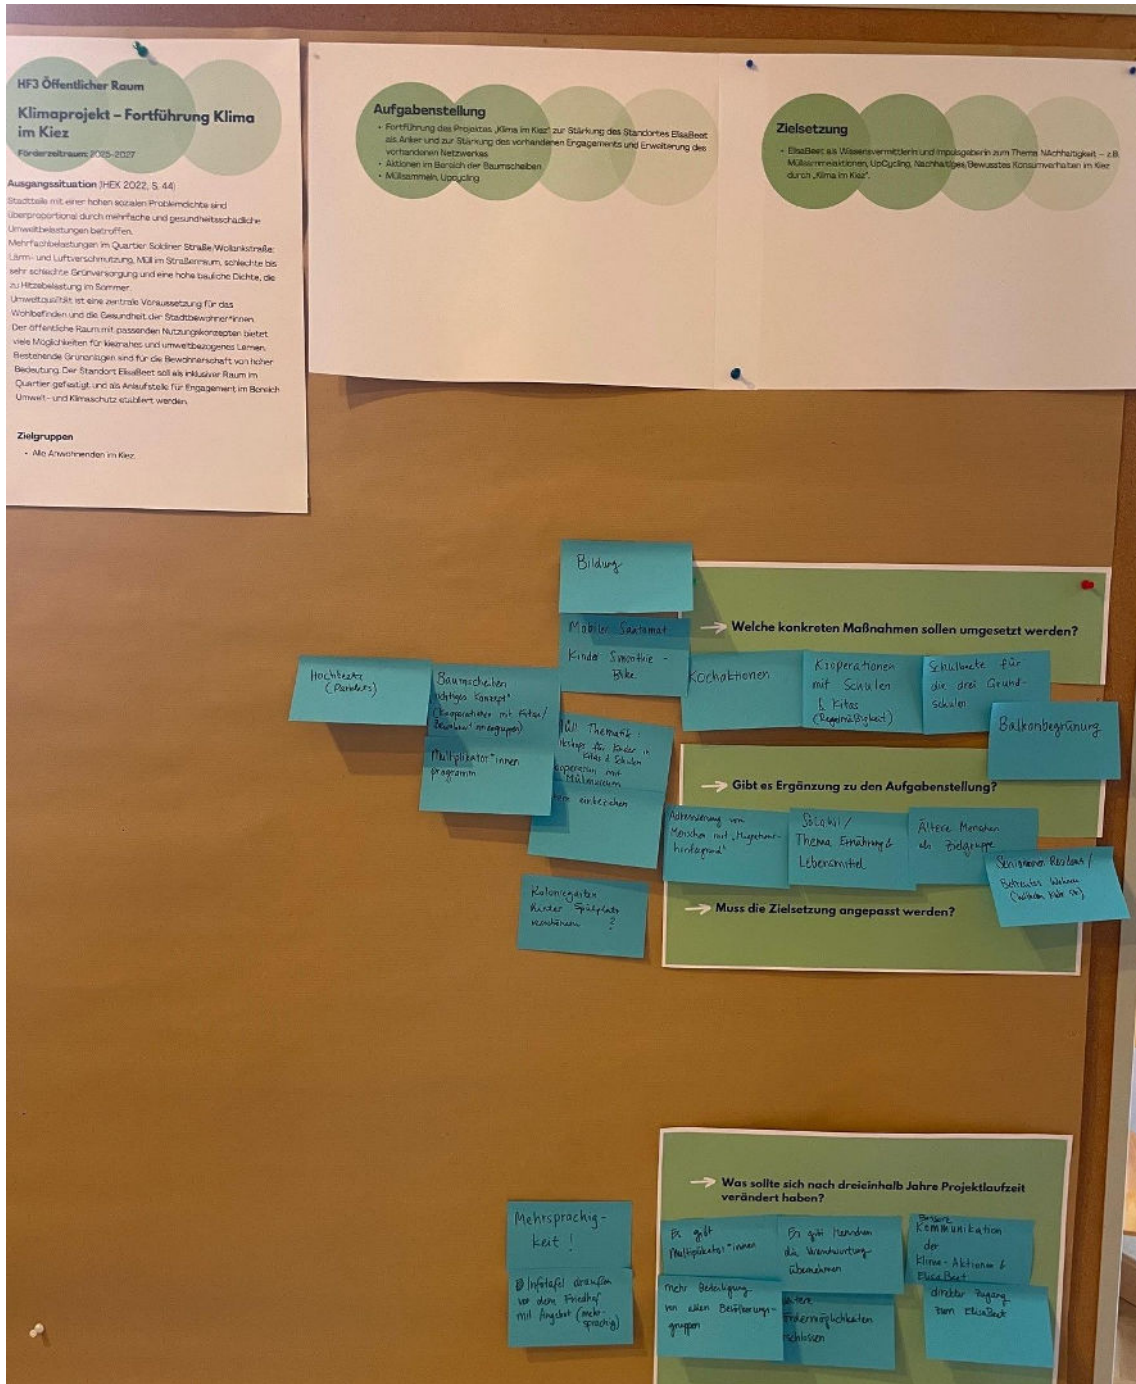 HF3 Öffentlicher Raum
Klimaprojekt – Fortführung Klima
im Kiez
Förderzeitraum: 2025-2027
Ausgangssituation (IHEK 2022, S. 44)
Stadtteile mit einer hohen sozialen Problemdichte sind
überproportional durch mehrfache und gesundheitsschädliche
Umweltbelastungen betroffen.
Mehrfachbelastungen im Quartier Soldiner Straße/Wollankstraße:
Lärm- und Luftverschmutzung, Müll im Straßenraum, schlechte bis
sehr schlechte Grünversorgung und eine hohe bauliche Dichte, die
zu Hitzebelastung im Sommer.
Umweltqualität ist eine zentrale Voraussetzung für das
Wohlbefinden und die Gesundheit der Stadtbewohner*innen.
Der öffentliche Raum mit passenden Nutzungskonzepten bietet
viele Möglichkeiten für kieznahes und umweltbezogenes Lernen.
Bestehende Grünanlagen sind für die Bewohnerschaft von hoher
Bedeutung. Der Standort ElisaBeet soll als inklusiver Raum im
Quartier gefestigt und als Anlaufstelle für Engagement im Bereich
Umwelt- und Klimaschutz etabliert werden.
Zielgruppen
• Alle Anwohnenden im Kiez.
Aufgabenstellung
• Fortführung des Projektes „Klima im Kiez" zur Stärkung des Standortes ElisaBeet
als Anker und zur Stärkung des vorhandenen Engagements und Erweiterung des
vorhandenen Netzwerkes
• Aktionen im Bereich der Baumscheiben
• Müllsammeln, Upcycling
Zielsetzung
• ElisaBeet als Wissensvermittlerin und Impulsgeberin zum Thema NAchhaltigkeit – z.B.
Müllsammelaktionen, UpCycling, Nachhaltiges/Bewusstes Konsumverhalten im Kiez
durch „Klima im Kiez".
Bildung
→ Welche konkreten Maßnahmen sollen umgesetzt werden?
Mobiler
Kinder Smoothie-
Bike
Kochaktionen
Kooperationen
mit Schulen
& Kitas
(Regelmäßigkeit)
Schulbeete für
die drei Grund-
schulen
Balkonbegrünung
Hochbeete
Baumscheiben
Konzept"
(Kooperationen mit Kitas/
Multiplikator*innen
programm
Müll Thematik:
für Kinder in
Kitas & Schulen
mit
Müllmuseum
einbeziehen
→ Gibt es Ergänzung zu den Aufgabenstellung?
Adressierung von
Menschen mit „Migrations-
hintergrund"
SoLaWi/
Thema Ernährung &
Lebensmittel
Ältere Menschen
als Zielgruppe
Senioren
Betreutes Wohnen
Koloniegarten
Kinder Spielplatz
?
→ Muss die Zielsetzung angepasst werden?
→ Was sollte sich nach dreieinhalb Jahre Projektlaufzeit
verändert haben?
Mehrsprachig-
keit!
Infotafel draußen
vor dem Friedhof
mit Angebot (mehr-
sprachig)
Es gibt
Multiplikator*innen
mehr Beteiligung
von allen Bevölkerungs-
gruppen
Es gibt Menschen
die Verantwortung
übernehmen
Bessere
Kommunikation
der
Klima-Aktionen &
ElisaBeet
direkter Zugang
zum ElisaBeet